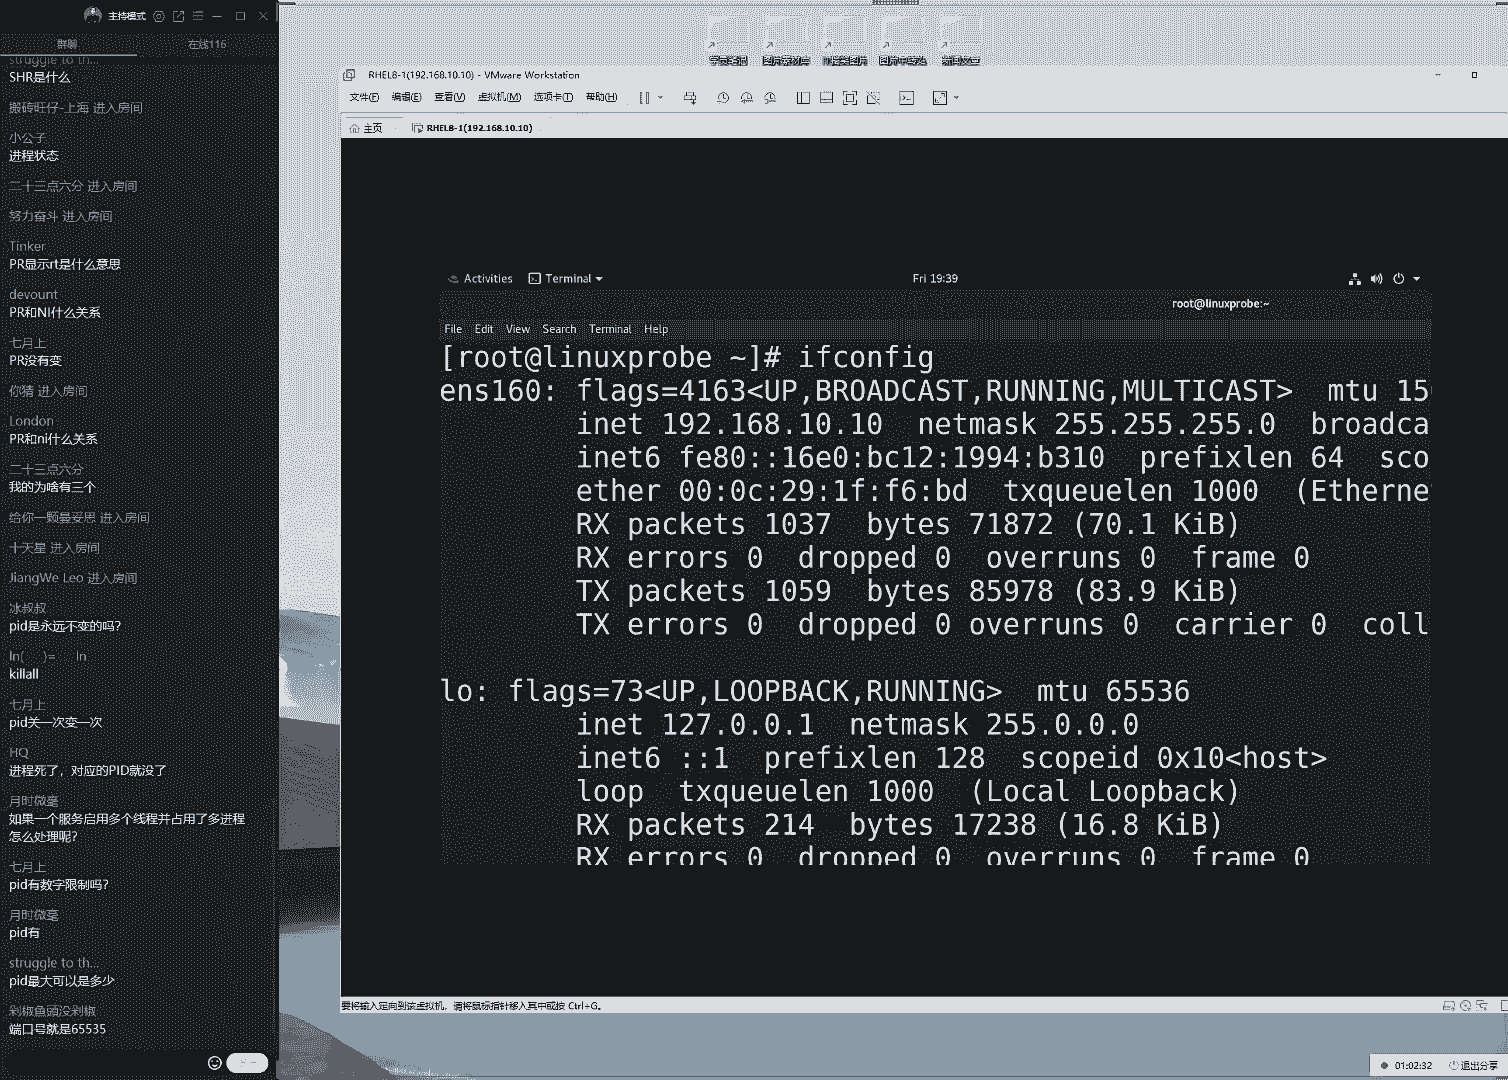 主持模式
群聊
在线116
struggle to th...
SHR是什么
搬砖旺仔-上海 进入房间
小公子
进程状态
二十三点六分 进入房间
努力奋斗 进入房间
Tinker
PR显示rt是什么意思
devount
PR和NI什么关系
七月上
PR没有变
你猜 进入房间
London
PR和ni什么关系
二十三点六分
我的为啥有三个
给你一颗曼妥思 进入房间
十天星 进入房间
JiangWe Leo 进入房间
冰叔叔
pid是永远不变的吗?
ln( )= ln
killall
七月上
pid关一次变一次
HQ
进程死了，对应的PID就没了
月时微毫
如果一个服务启用多个线程并占用了多进程
怎么处理呢?
七月上
pid有数字限制吗?
月时微毫
pid有
struggle to th...
pid最大可以是多少
剁椒鱼頭没剁椒
端口号就是65535
RHEL8-1(192.168.10.10) - VMware Workstation
文件(F) 编辑(E) 查看(V) 虚拟机(M) 选项卡(T) 帮助(H)
主页
RHEL8-1(192.168.10.10)
Activities Terminal
Fri 19:39
root@linuxprobe:~
File Edit View Search Terminal Help
[root@linuxprobe ~]# ifconfig
ens160: flags=4163<UP,BROADCAST,RUNNING,MULTICAST> mtu 15
inet 192.168.10.10 netmask 255.255.255.0 broadca
inet6 fe80::16e0:bc12:1994:b310 prefixlen 64 sco
ether 00:0c:29:1f:f6:bd txqueuelen 1000 (Etherne
RX packets 1037 bytes 71872 (70.1 KiB)
RX errors 0 dropped 0 overruns 0 frame 0
TX packets 1059 bytes 85978 (83.9 KiB)
TX errors 0 dropped 0 overruns 0 carrier 0 coll
lo: flags=73<UP,LOOPBACK,RUNNING> mtu 65536
inet 127.0.0.1 netmask 255.0.0.0
inet6 ::1 prefixlen 128 scopeid 0x10<host>
loop txqueuelen 1000 (Local Loopback)
RX packets 214 bytes 17238 (16.8 KiB)
RX errors 0 dropped 0 overruns 0 frame 0
要将输入定向到该虚拟机，请将鼠标指针移入其中或按 Ctrl+G。
01:02:32
退出分享